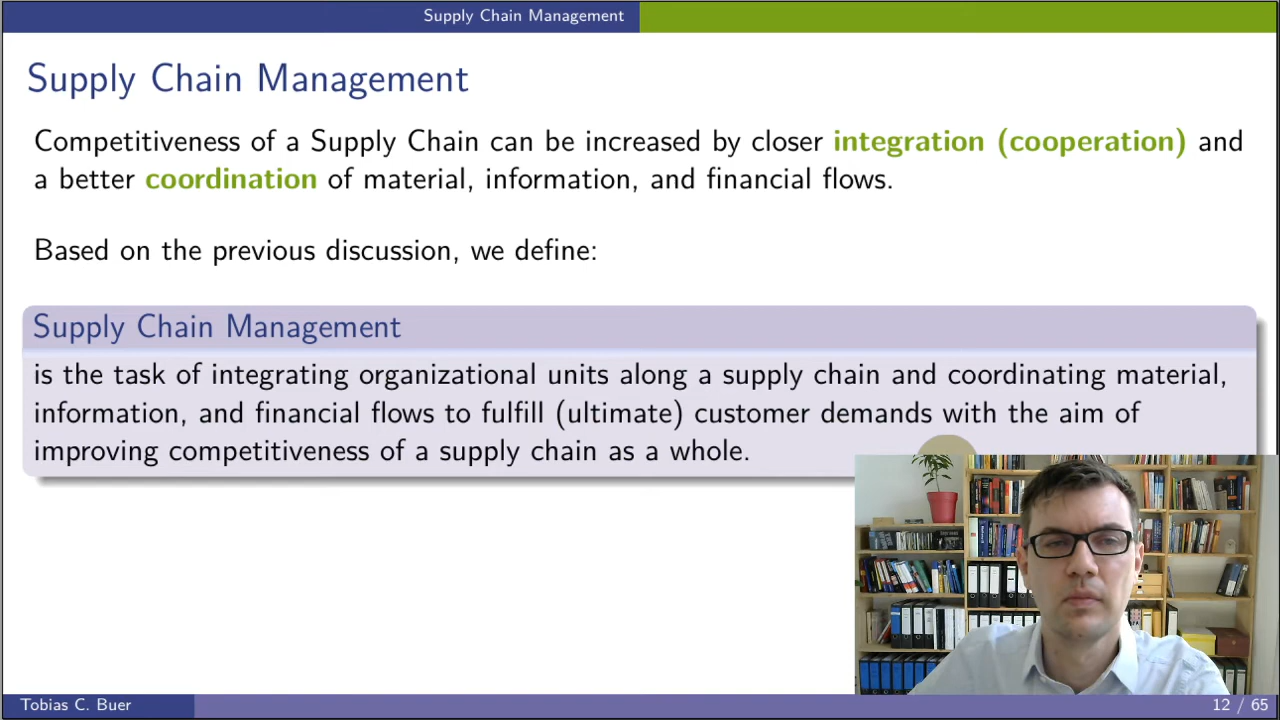 Supply Chain Management
Supply Chain Management
Competitiveness of a Supply Chain can be increased by closer integration (cooperation) and
a better coordination of material, information, and financial flows.
Based on the previous discussion, we define:
Supply Chain Management
is the task of integrating organizational units along a supply chain and coordinating material,
information, and financial flows to fulfill (ultimate) customer demands with the aim of
improving competitiveness of a supply chain as a whole.
Tobias C. Buer
12 / 65